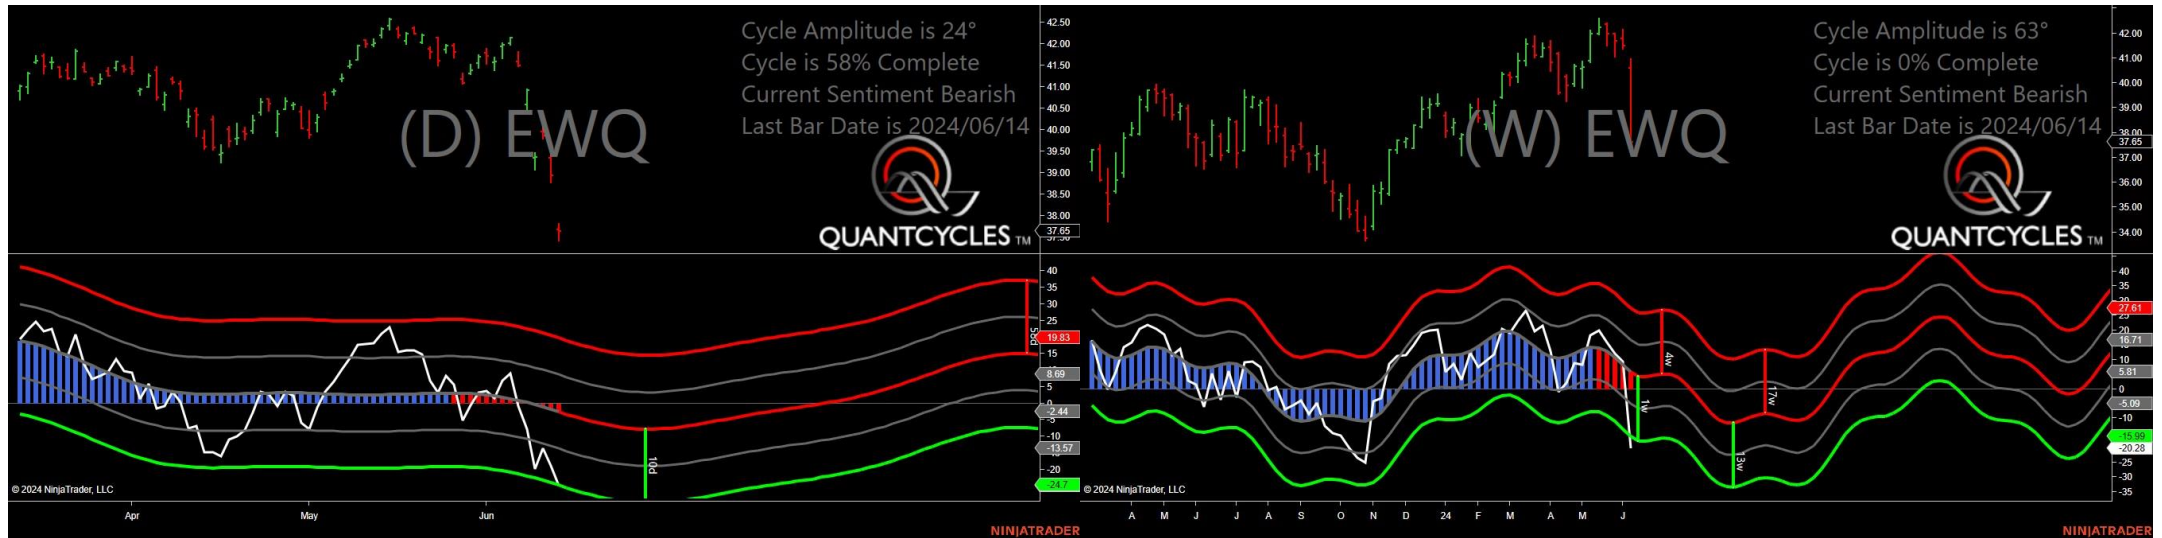 Cycle Amplitude is 24°
Cycle is 58% Complete
Current Sentiment Bearish
Last Bar Date is 2024/06/14
(D) EWQ
QUANTCYCLES TM
42.50
42.00
41.50
41.00
40.50
40.00
39.50
39.00
38.50
38.00
37.65
40
35
30
25
19.83
15
8.69
5
0
-2.44
-5
-10
-13.57
-20
-24.7
58d
10d
© 2024 NinjaTrader, LLC
Apr May Jun
NINJATRADER
Cycle Amplitude is 63°
Cycle is 0% Complete
Current Sentiment Bearish
Last Bar Date is 2024/06/14
(W) EWQ
QUANTCYCLES TM
42.00
41.00
40.00
39.00
38.00
37.65
37.00
36.00
35.00
34.00
40
35
27.61
16.71
10
5.81
0
-5.09
-10
-15.99
-20.28
-25
-30
-35
4w
17w
1w
13w
© 2024 NinjaTrader, LLC
A M J J A S O N D 24 F M A M J
NINJATRADER